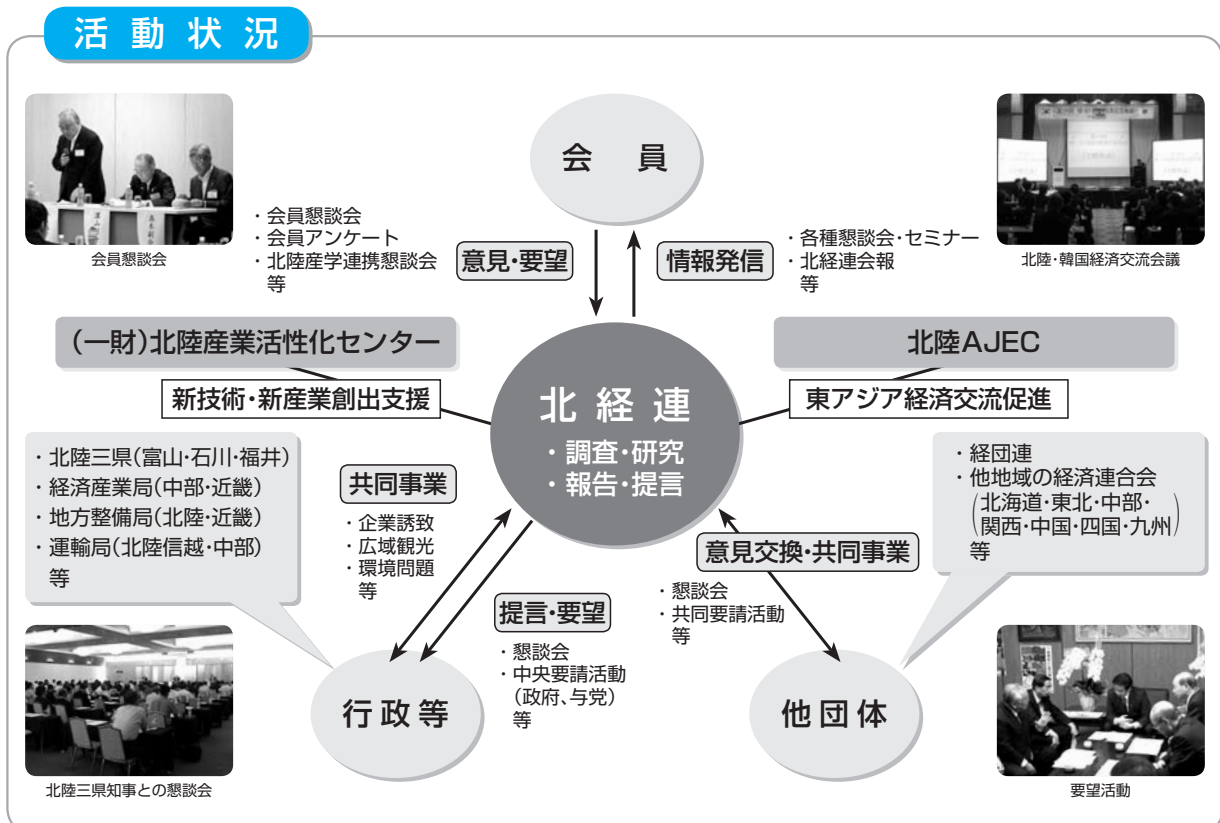 活動状況
会員
会員懇談会
・会員懇談会
・会員アンケート
・北陸産学連携懇談会
等
意見・要望
情報発信
・各種懇談会・セミナー
・北経連会報
等
北陸・韓国経済交流会議
(一財)北陸産業活性化センター
新技術・新産業創出支援
北陸AJEC
東アジア経済交流促進
北経連
・調査・研究
・報告・提言
・北陸三県(富山・石川・福井)
・経済産業局(中部・近畿)
・地方整備局(北陸・近畿)
・運輸局(北陸信越・中部)
等
共同事業
・企業誘致
・広域観光
・環境問題
等
提言・要望
・懇談会
・中央要請活動
(政府、与党)
等
意見交換・共同事業
・懇談会
・共同要請活動
等
・経団連
・他地域の経済連合会
(北海道・東北・中部・
関西・中国・四国・九州)
等
行政等
他団体
北陸三県知事との懇談会
要望活動